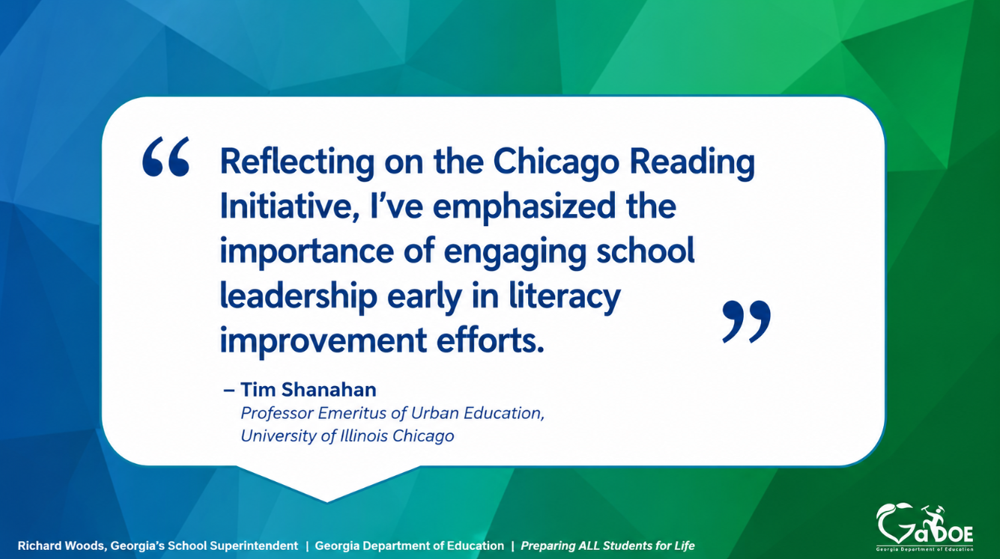 “
Reflecting on the Chicago Reading
Initiative, I’ve emphasized the
importance of engaging school
leadership early in literacy
improvement efforts.
”
– Tim Shanahan
Professor Emeritus of Urban Education,
University of Illinois Chicago
Richard Woods, Georgia’s School Superintendent | Georgia Department of Education | Preparing ALL Students for Life
GaDOE
Georgia Department of Education